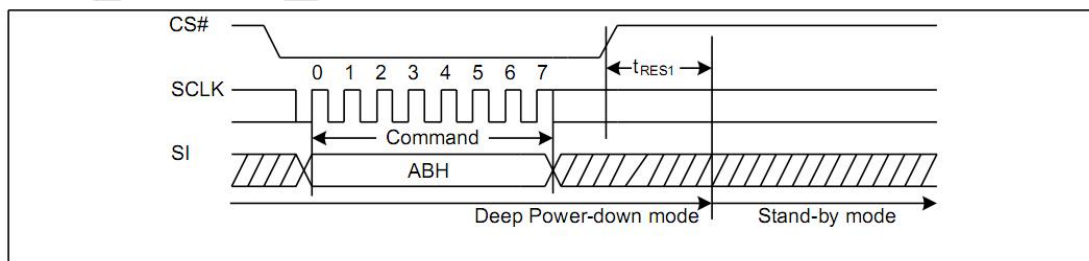 CS#
tRES1
0 1 2 3 4 5 6 7
SCLK
Command
SI
ABH
Deep Power-down mode Stand-by mode